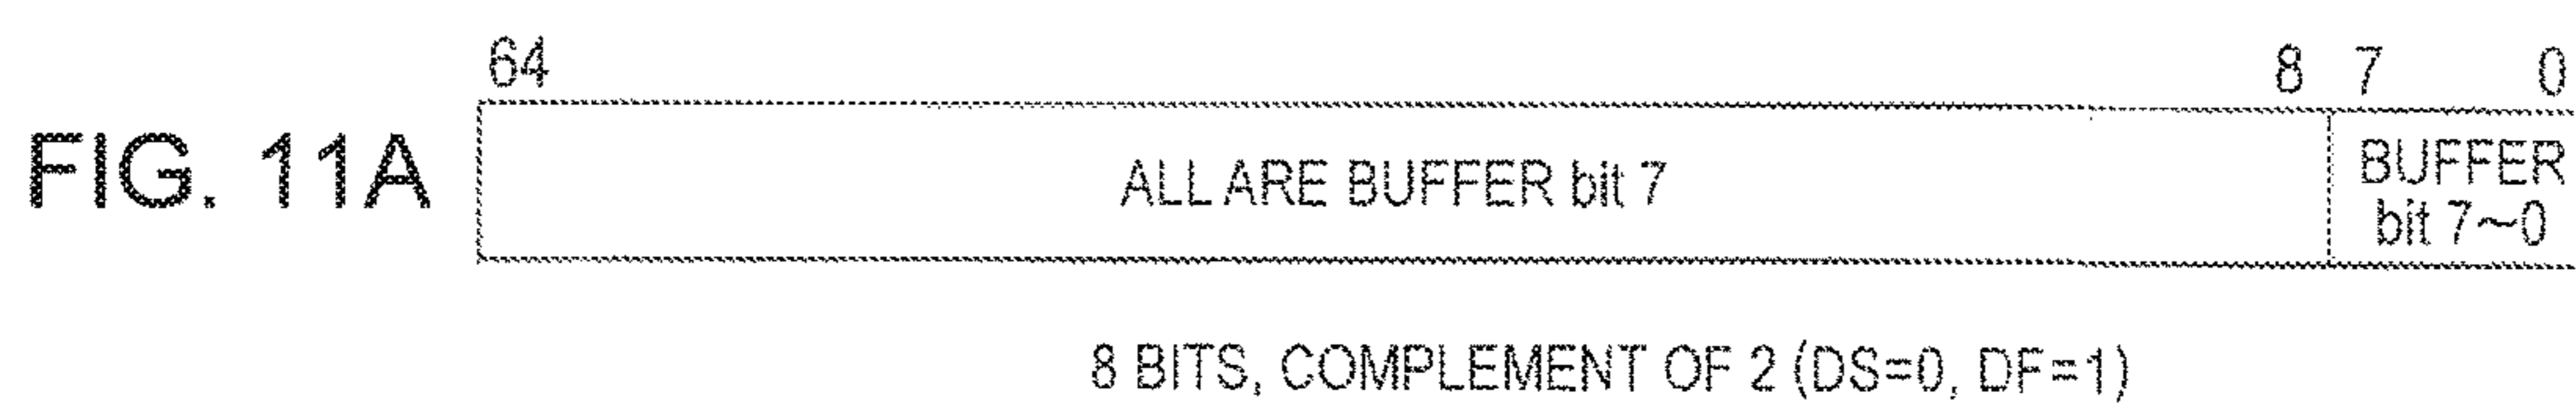 64 8 7 0
FIG. 11A
ALL ARE BUFFER bit 7
BUFFER
bit 7~0
8 BITS, COMPLEMENT OF 2 (DS=0, DF=1)